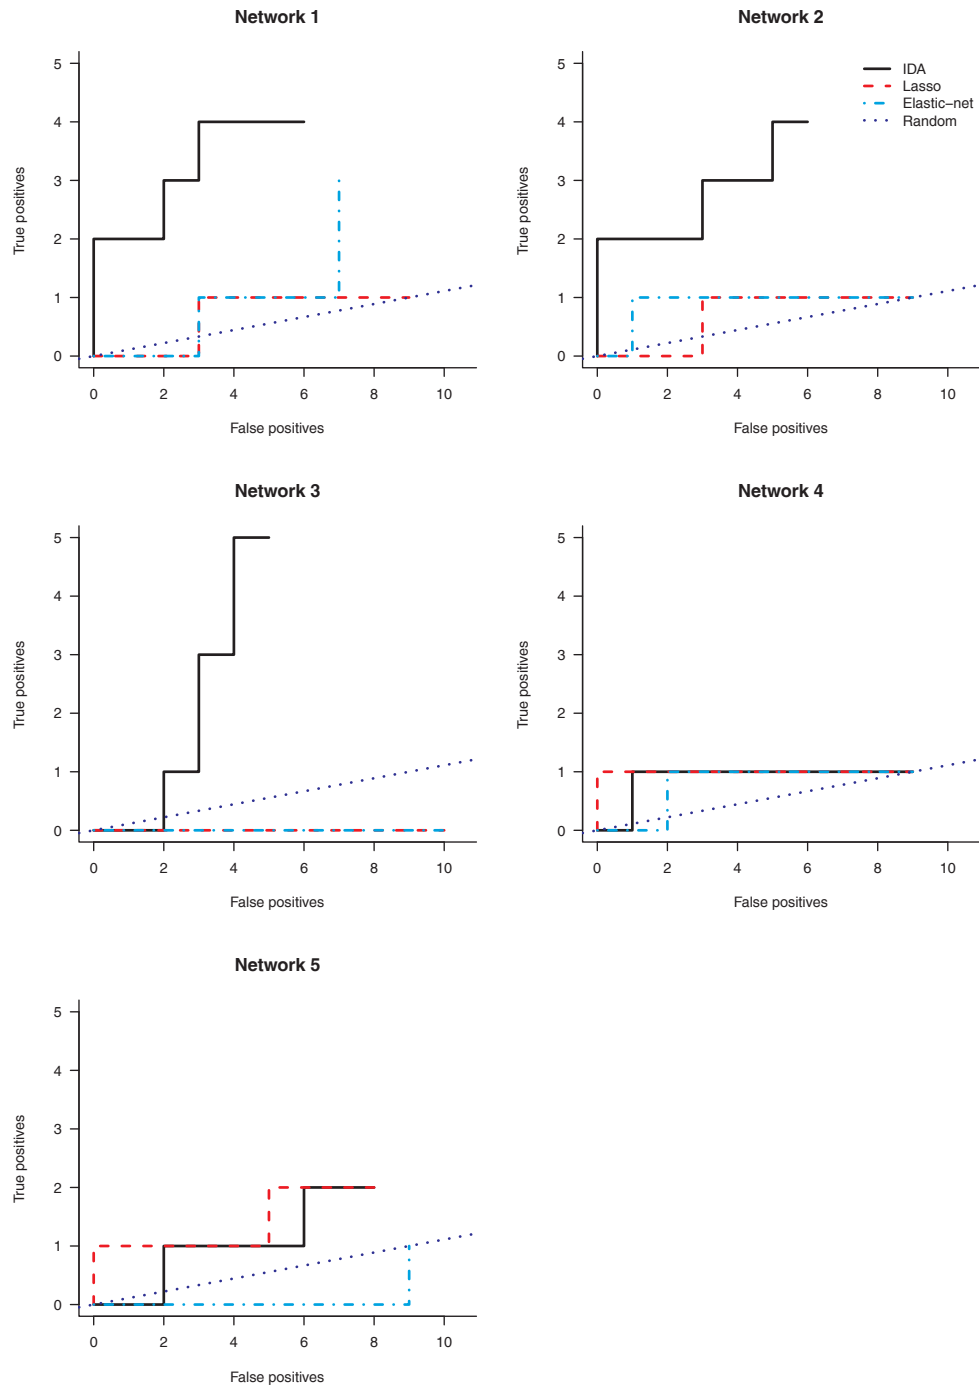 Network 1
5
4
3
2
1
0
True positives
0 2 4 6 8 10
False positives
Network 2
5
4
3
2
1
0
True positives
IDA
Lasso
Elastic−net
Random
0 2 4 6 8 10
False positives
Network 3
5
4
3
2
1
0
True positives
0 2 4 6 8 10
False positives
Network 4
5
4
3
2
1
0
True positives
0 2 4 6 8 10
False positives
Network 5
5
4
3
2
1
0
True positives
0 2 4 6 8 10
False positives